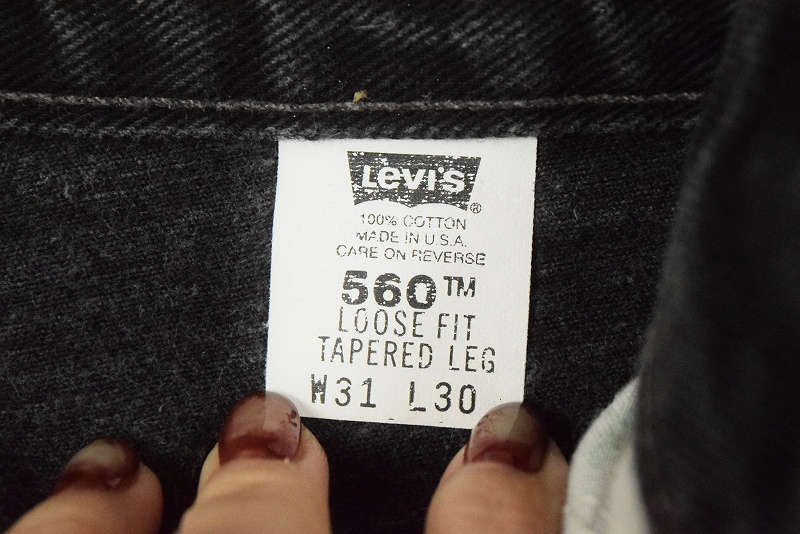 Levi's®
100% COTTON
MADE IN U.S.A.
CARE ON REVERSE
560™
LOOSE FIT
TAPERED LEG
W31 L30